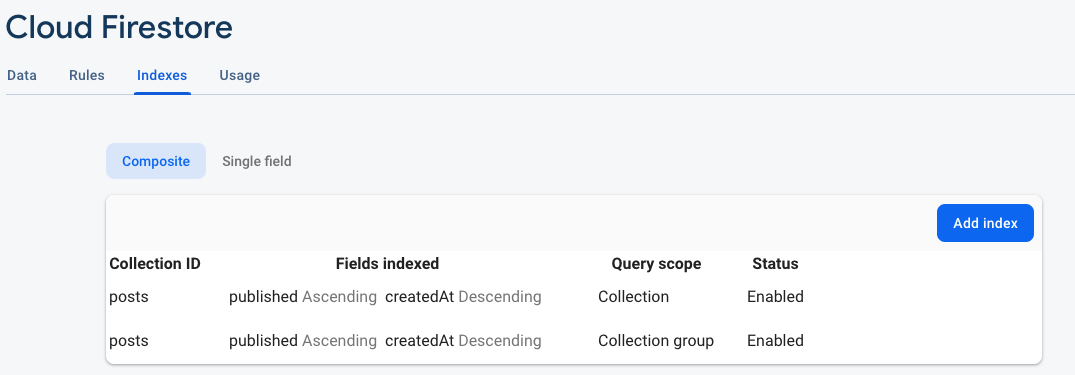 Cloud Firestore
Data Rules Indexes Usage
Composite Single field
Add index
Collection ID Fields indexed Query scope Status
posts published Ascending createdAt Descending Collection Enabled
posts published Ascending createdAt Descending Collection group Enabled